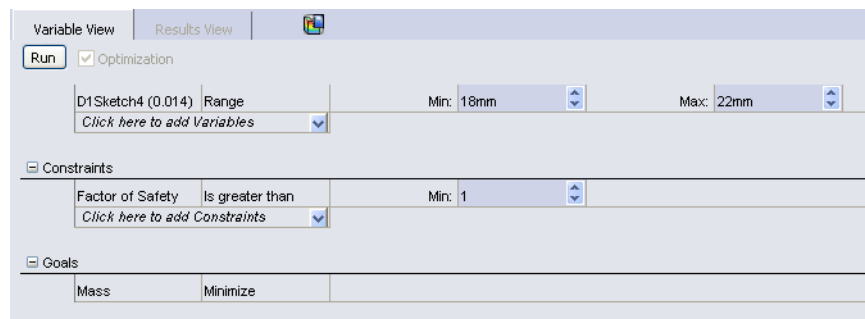 Variable View Results View
Run Optimization
D1Sketch4 (0.014) Range Min: 18mm Max: 22mm
Click here to add Variables
Constraints
Factor of Safety Is greater than Min: 1
Click here to add Constraints
Goals
Mass Minimize